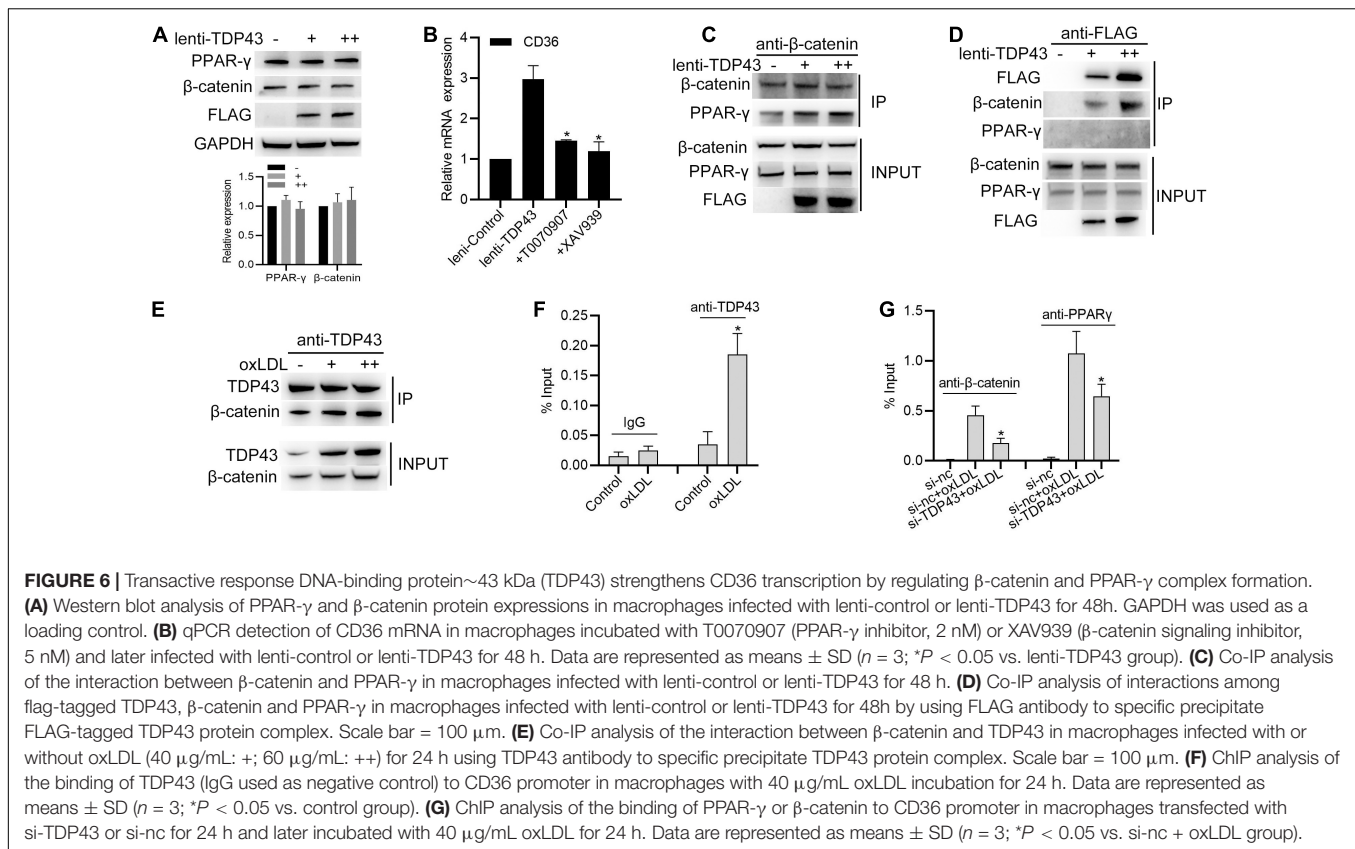 A
lenti-TDP43 - + ++
PPAR-γ
β-catenin
FLAG
GAPDH
-
+
++
Relative expression
1.5
1.0
0.5
0.0
PPAR-γ β-catenin
B
CD36
Relative mRNA expression
4
3
2
1
0
* *
leni-Control
lenti-TDP43
+T0070907
+XAV939
C
anti-β-catenin
lenti-TDP43 - + ++
β-catenin
PPAR-γ
IP
β-catenin
PPAR-γ
FLAG
INPUT
D
anti-FLAG
lenti-TDP43 - + ++
FLAG
β-catenin
PPAR-γ
IP
β-catenin
PPAR-γ
FLAG
INPUT
E
anti-TDP43
oxLDL - + ++
TDP43
β-catenin
IP
TDP43
β-catenin
INPUT
F
% Input
0.25
0.20
0.15
0.10
0.05
0.00
IgG
anti-TDP43
*
Control
oxLDL
Control
oxLDL
G
% Input
1.5
1.0
0.5
0.0
anti-β-catenin
anti-PPARγ
* *
si-nc
si-nc+oxLDL
si-TDP43+oxLDL
si-nc
si-nc+oxLDL
si-TDP43+oxLDL
FIGURE 6 | Transactive response DNA-binding protein~43 kDa (TDP43) strengthens CD36 transcription by regulating β-catenin and PPAR-γ complex formation.
(A) Western blot analysis of PPAR-γ and β-catenin protein expressions in macrophages infected with lenti-control or lenti-TDP43 for 48h. GAPDH was used as a
loading control. (B) qPCR detection of CD36 mRNA in macrophages incubated with T0070907 (PPAR-γ inhibitor, 2 nM) or XAV939 (β-catenin signaling inhibitor,
5 nM) and later infected with lenti-control or lenti-TDP43 for 48 h. Data are represented as means ± SD (n = 3; *P < 0.05 vs. lenti-TDP43 group). (C) Co-IP analysis
of the interaction between β-catenin and PPAR-γ in macrophages infected with lenti-control or lenti-TDP43 for 48 h. (D) Co-IP analysis of interactions among
flag-tagged TDP43, β-catenin and PPAR-γ in macrophages infected with lenti-control or lenti-TDP43 for 48h by using FLAG antibody to specific precipitate
FLAG-tagged TDP43 protein complex. Scale bar = 100 μm. (E) Co-IP analysis of the interaction between β-catenin and TDP43 in macrophages infected with or
without oxLDL (40 μg/mL: +; 60 μg/mL: ++) for 24 h using TDP43 antibody to specific precipitate TDP43 protein complex. Scale bar = 100 μm. (F) ChIP analysis of
the binding of TDP43 (IgG used as negative control) to CD36 promoter in macrophages with 40 μg/mL oxLDL incubation for 24 h. Data are represented as
means ± SD (n = 3; *P < 0.05 vs. control group). (G) ChIP analysis of the binding of PPAR-γ or β-catenin to CD36 promoter in macrophages transfected with
si-TDP43 or si-nc for 24 h and later incubated with 40 μg/mL oxLDL for 24 h. Data are represented as means ± SD (n = 3; *P < 0.05 vs. si-nc + oxLDL group).